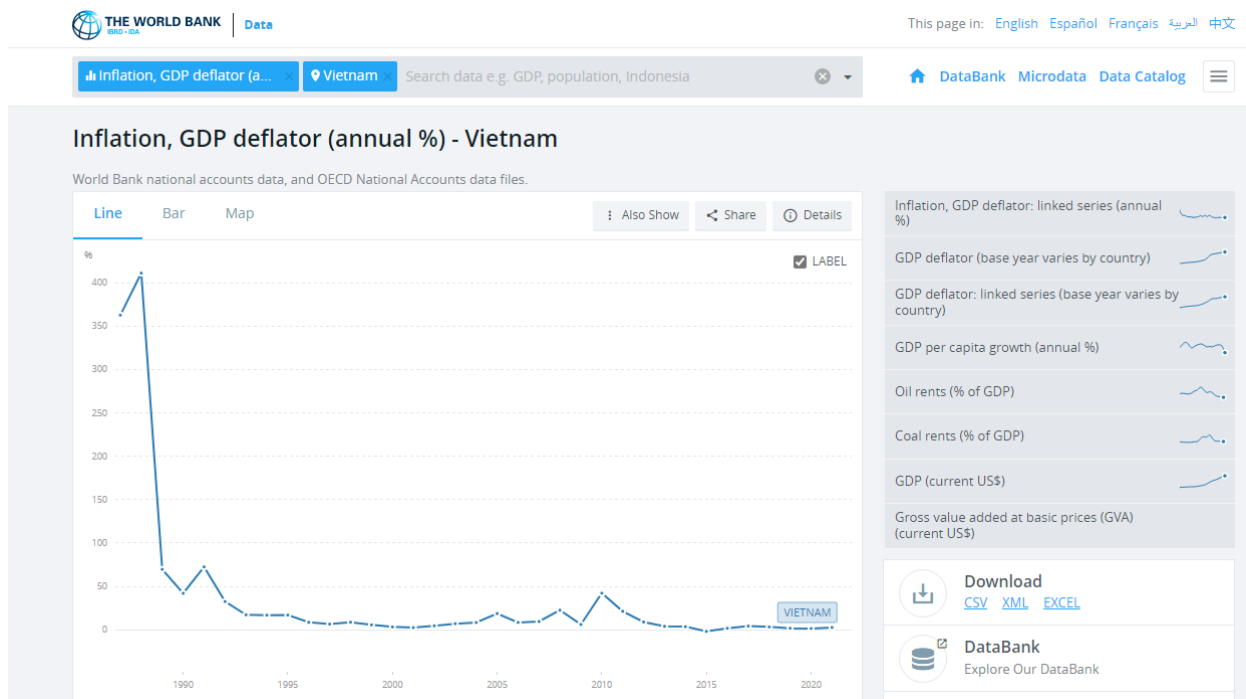 THE WORLD BANK
IBRD • IDA
Data
This page in: English Español Français العربية 中文
Inflation, GDP deflator (a... × Vietnam × Search data e.g. GDP, population, Indonesia
DataBank Microdata Data Catalog
Inflation, GDP deflator (annual %) - Vietnam
World Bank national accounts data, and OECD National Accounts data files.
Line Bar Map
Also Show Share Details
%
LABEL
400
350
300
250
200
150
100
50
0
VIETNAM
1990 1995 2000 2005 2010 2015 2020
Inflation, GDP deflator: linked series (annual
%)
GDP deflator (base year varies by country)
GDP deflator: linked series (base year varies by
country)
GDP per capita growth (annual %)
Oil rents (% of GDP)
Coal rents (% of GDP)
GDP (current US$)
Gross value added at basic prices (GVA)
(current US$)
Download
CSV XML EXCEL
DataBank
Explore Our DataBank